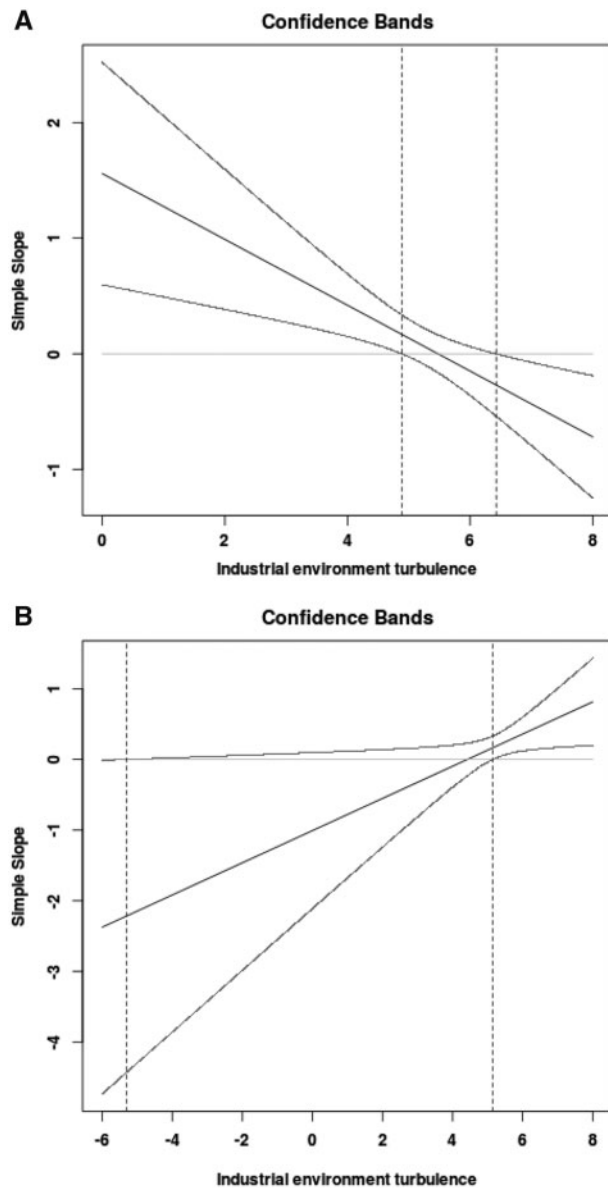 A
Confidence Bands
2
1
0
-1
Simple Slope
0 2 4 6 8
Industrial environment turbulence
B
Confidence Bands
1
0
-1
-2
-3
-4
Simple Slope
-6 -4 -2 0 2 4 6 8
Industrial environment turbulence